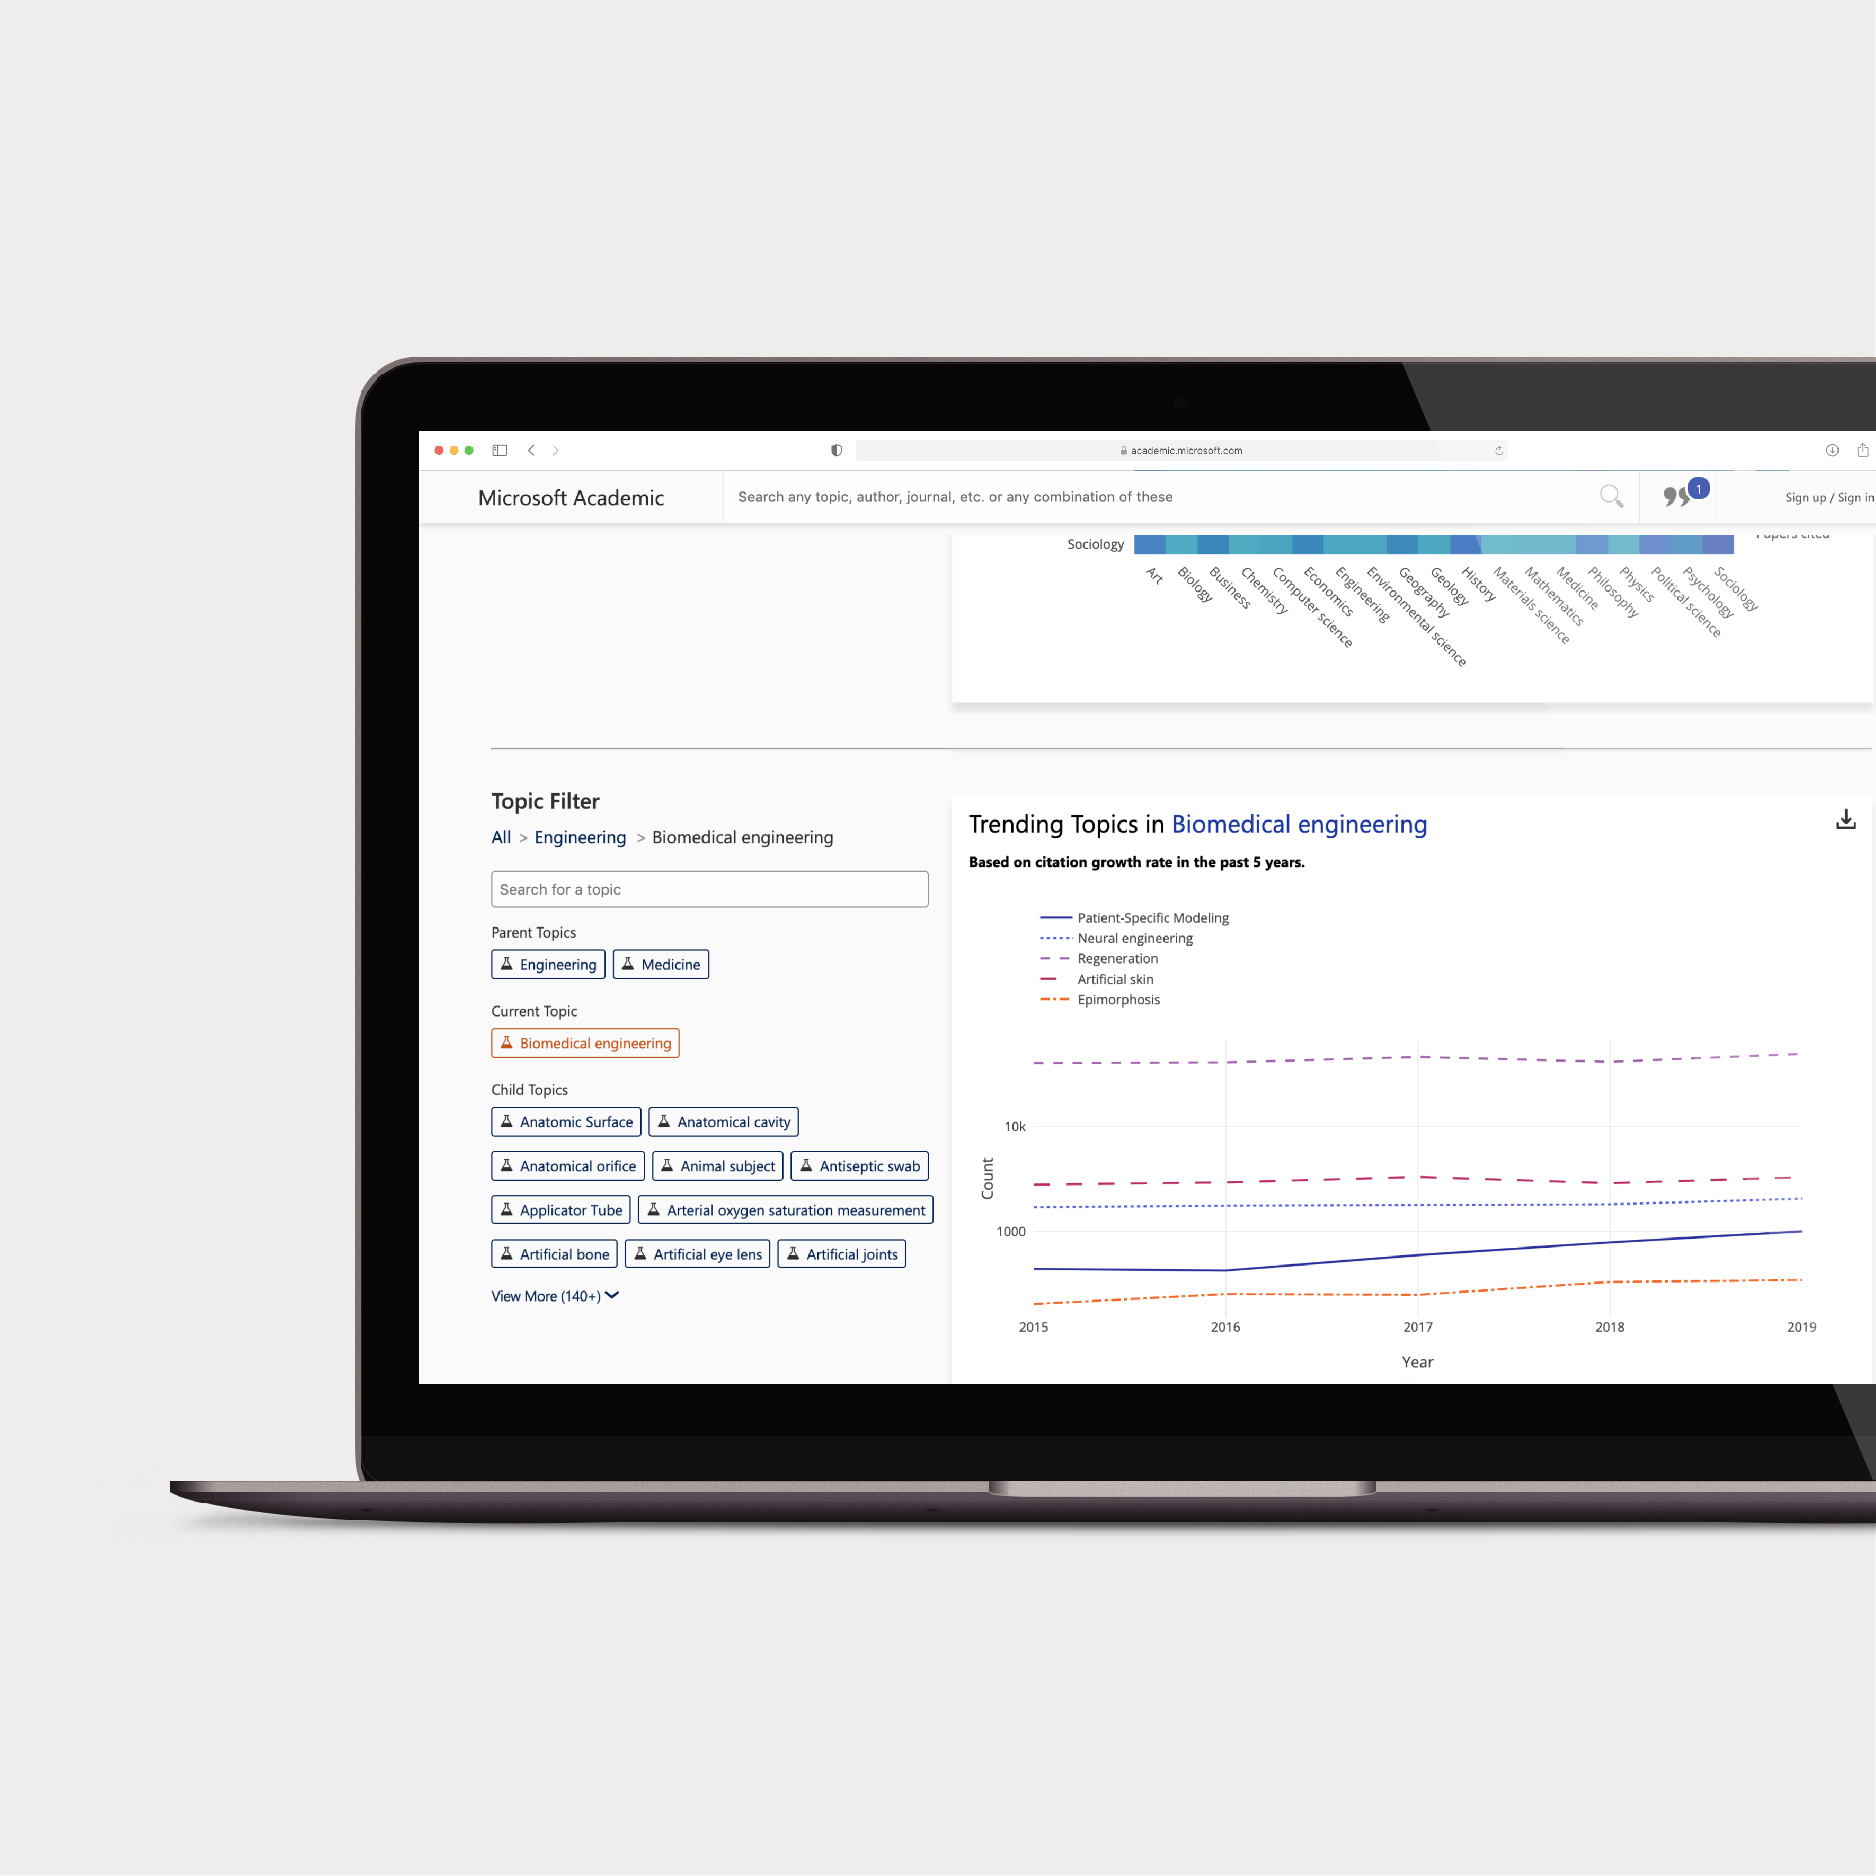 academic.microsoft.com
Microsoft Academic
Search any topic, author, journal, etc. or any combination of these
1
Sign up / Sign in
Papers cited
Sociology
Art
Biology
Business
Chemistry
Computer science
Economics
Engineering
Environmental science
Geography
Geology
History
Materials science
Mathematics
Medicine
Philosophy
Physics
Political science
Psychology
Sociology
Topic Filter
All > Engineering > Biomedical engineering
Search for a topic
Parent Topics
Engineering Medicine
Current Topic
Biomedical engineering
Child Topics
Anatomic Surface Anatomical cavity
Anatomical orifice Animal subject Antiseptic swab
Applicator Tube Arterial oxygen saturation measurement
Artificial bone Artificial eye lens Artificial joints
View More (140+)
Trending Topics in Biomedical engineering
Based on citation growth rate in the past 5 years.
Patient-Specific Modeling
Neural engineering
Regeneration
Artificial skin
Epimorphosis
10k
Count
1000
2015 2016 2017 2018 2019
Year